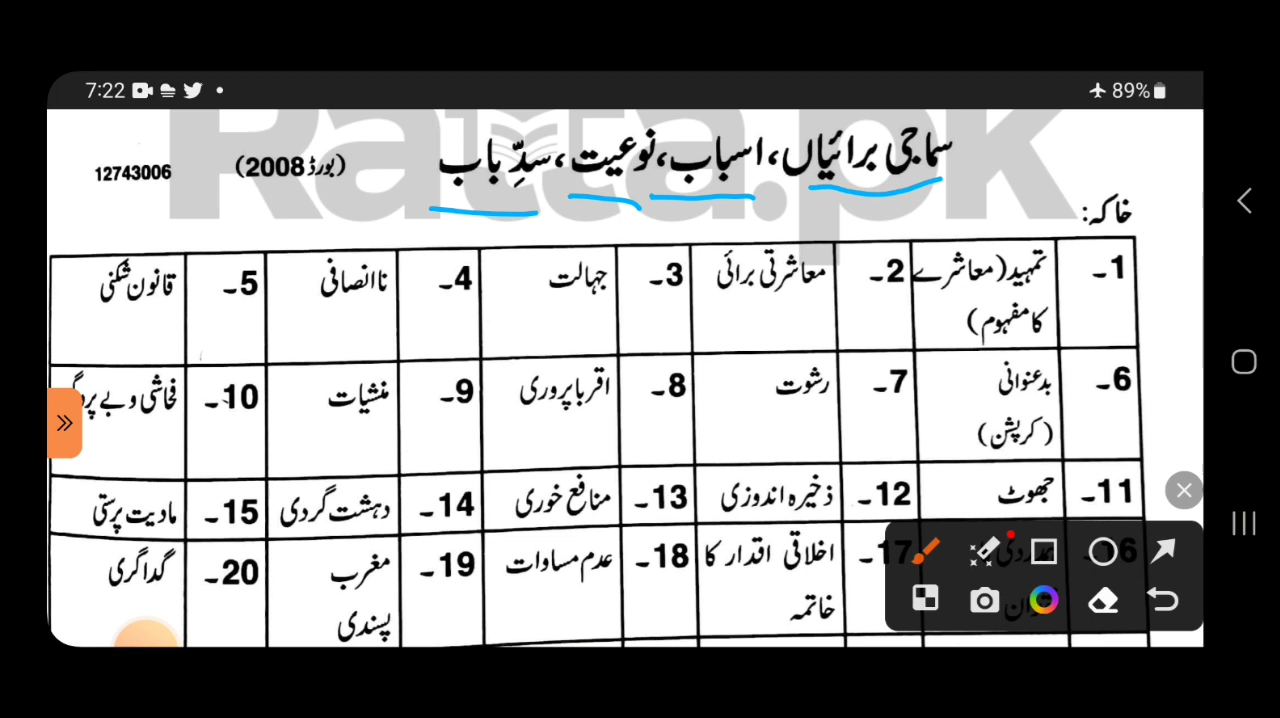 7:22
89%
Ratta.pk
سماجی برائیاں، اسباب، نوعیت، سدِّ باب (بورڈ 2008) 12743006
خاکہ:
1۔ تمہید (معاشرے کا مفہوم) 2۔ معاشرتی برائی 3۔ جہالت 4۔ ناانصافی 5۔ قانون شکنی
6۔ بدعنوانی (کرپشن) 7۔ رشوت 8۔ اقربا پروری 9۔ منشیات 10۔ فحاشی و بے
11۔ جھوٹ 12۔ ذخیرہ اندوزی 13۔ منافع خوری 14۔ دہشت گردی 15۔ مادیت پرستی
16 17۔ اخلاقی اقدار کا خاتمہ 18۔ عدم مساوات 19۔ مغرب پسندی 20۔ گداگری